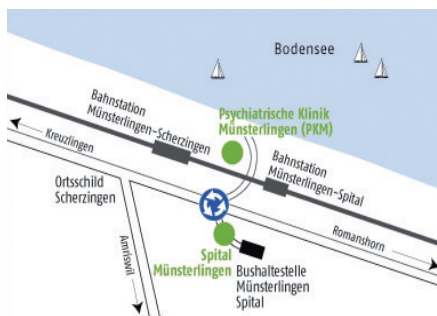 Bodensee
Bahnstation
Münsterlingen-Scherzingen
Psychiatrische Klinik
Münsterlingen (PKM)
Kreuzlingen
Bahnstation
Münsterlingen-Spital
Ortsschild
Scherzingen
Amriswil
Romanshorn
Spital
Münsterlingen
Bushaltestelle
Münsterlingen
Spital